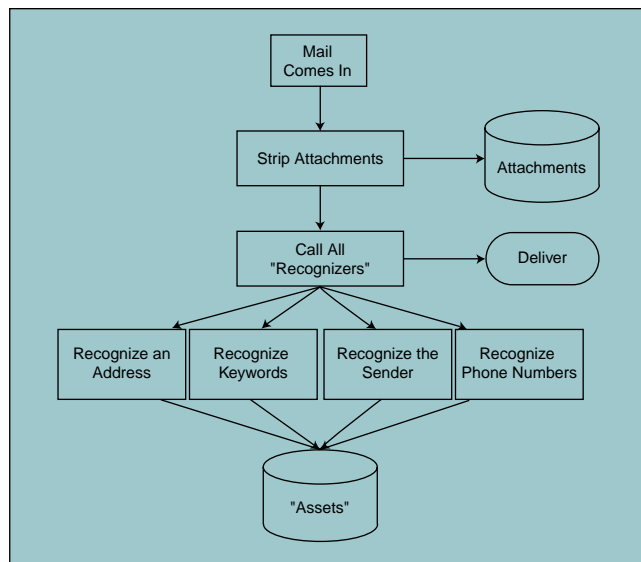 Mail
Comes In
Strip Attachments
Attachments
Call All
"Recognizers"
Deliver
Recognize an
Address
Recognize
Keywords
Recognize the
Sender
Recognize
Phone Numbers
"Assets"